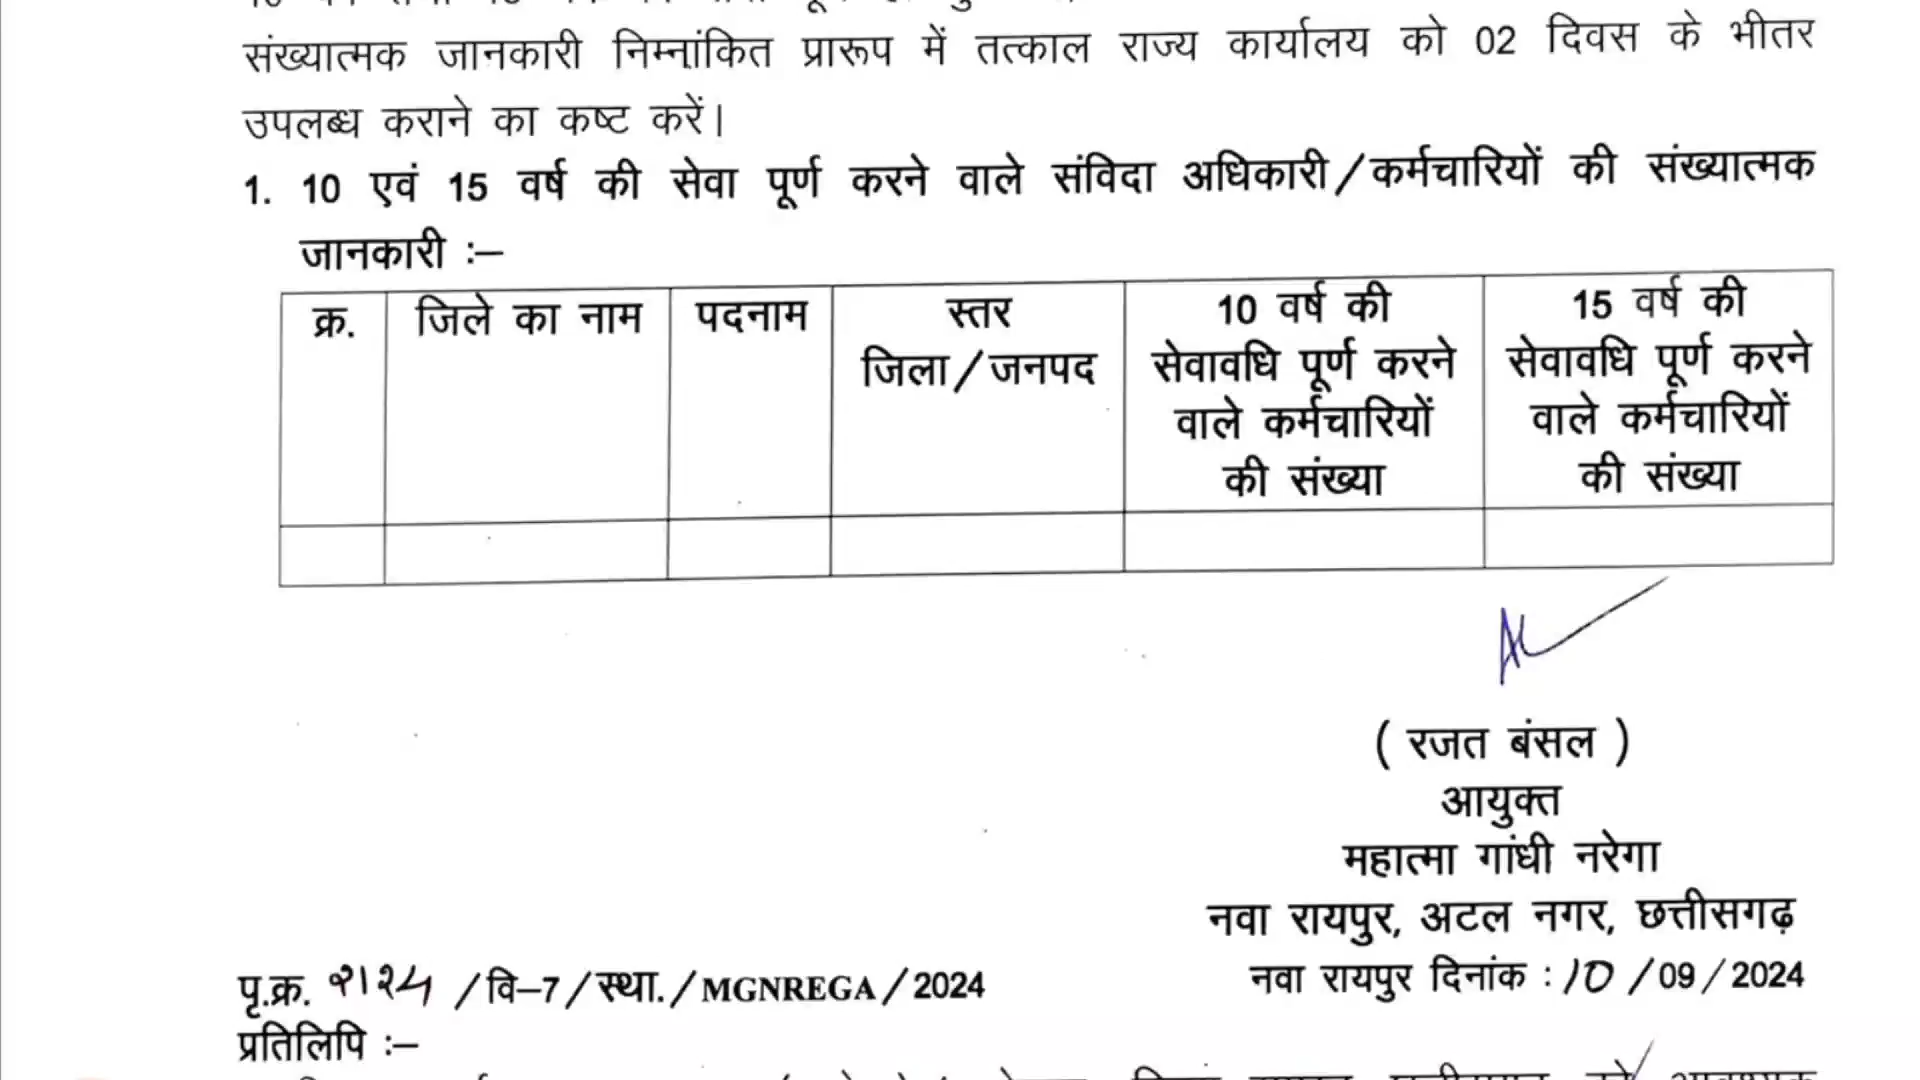 संख्यात्मक जानकारी निम्नांकित प्रारूप में तत्काल राज्य कार्यालय को 02 दिवस के भीतर
उपलब्ध कराने का कष्ट करें।
1. 10 एवं 15 वर्ष की सेवा पूर्ण करने वाले संविदा अधिकारी/कर्मचारियों की संख्यात्मक
जानकारी :–
क्र.
जिले का नाम
पदनाम
स्तर
जिला/जनपद
10 वर्ष की
सेवावधि पूर्ण करने
वाले कर्मचारियों
की संख्या
15 वर्ष की
सेवावधि पूर्ण करने
वाले कर्मचारियों
की संख्या
( रजत बंसल )
आयुक्त
महात्मा गांधी नरेगा
नवा रायपुर, अटल नगर, छत्तीसगढ़
पृ.क्र. /वि–7/स्था./MGNREGA/2024
नवा रायपुर दिनांक : 10/09/2024
प्रतिलिपि :–